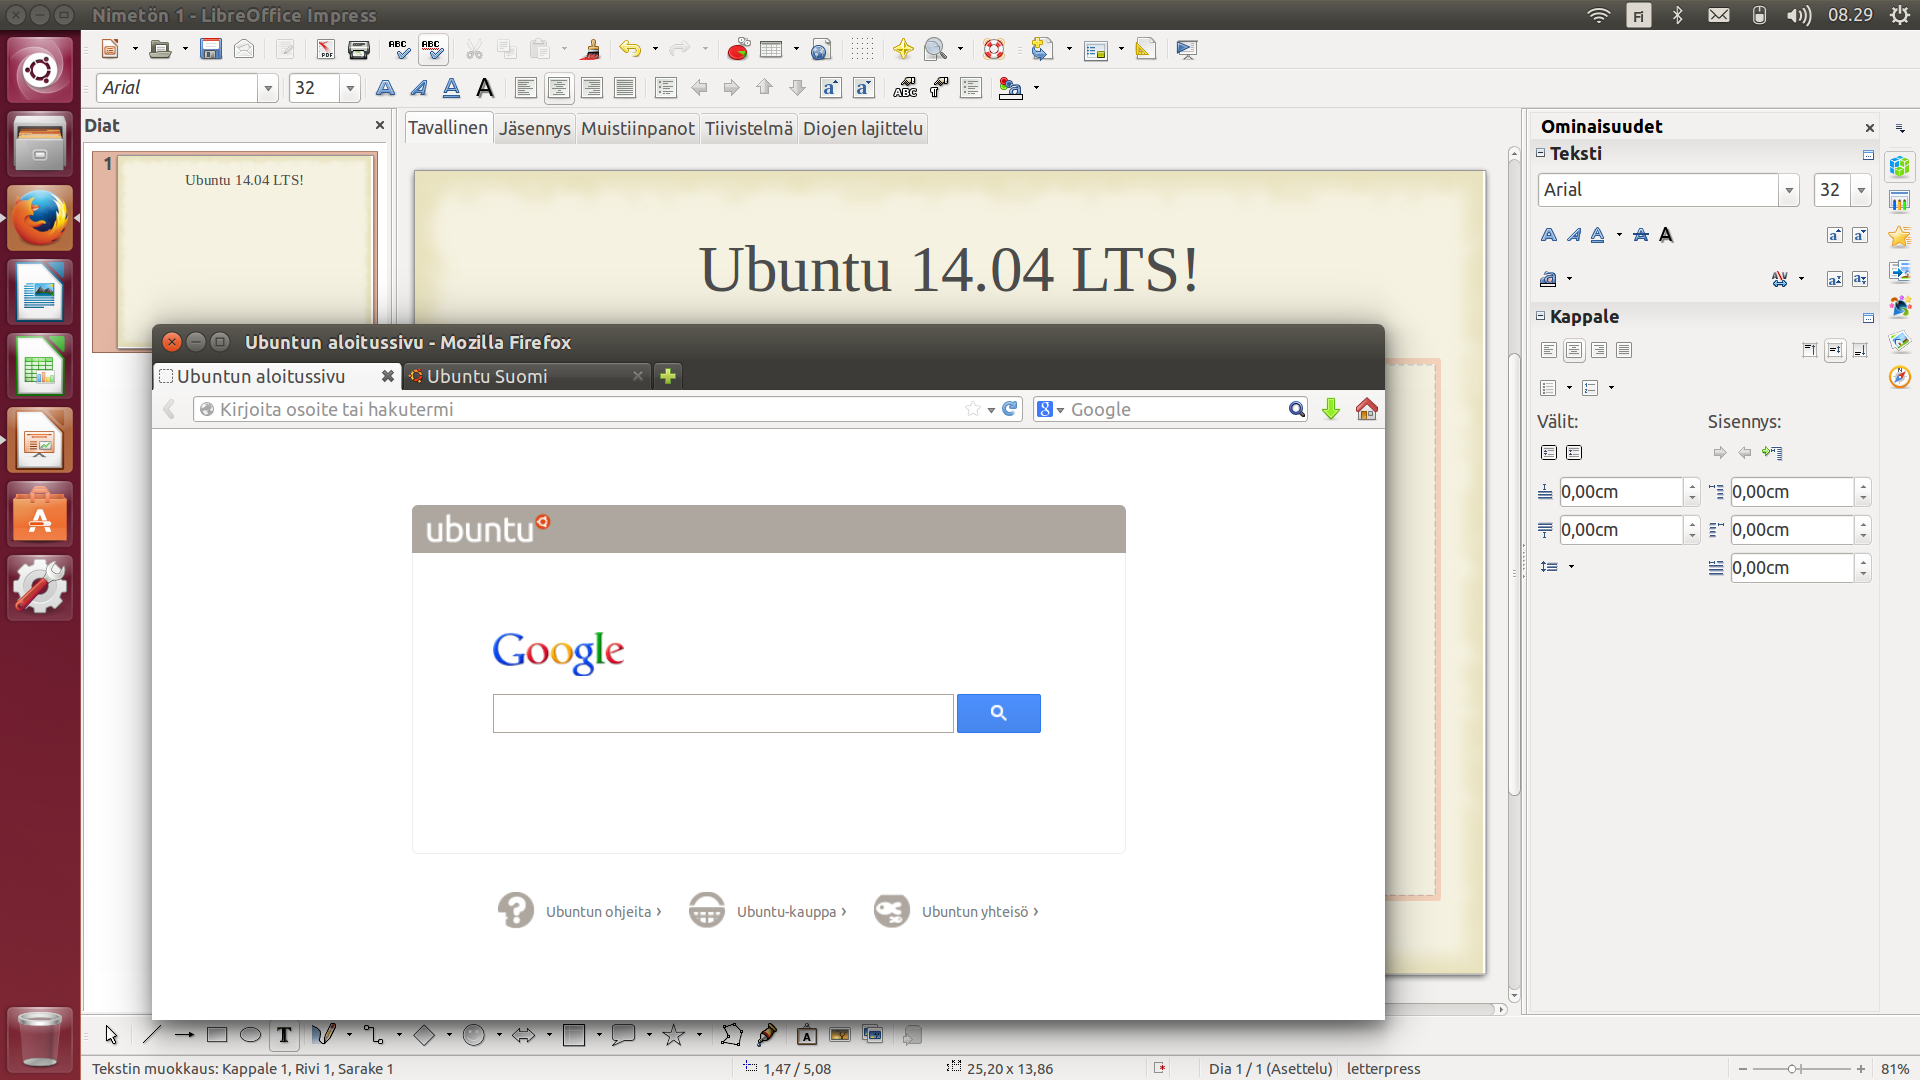 Nimetön 1 - LibreOffice Impress
Fi
08.29
Arial
32
Diat
Tavallinen
Jäsennys
Muistiinpanot
Tiivistelmä
Diojen lajittelu
1
Ubuntu 14.04 LTS!
Ubuntu 14.04 LTS!
Ominaisuudet
Teksti
Arial
32
Kappale
Välit:
Sisennys:
0,00cm
0,00cm
0,00cm
0,00cm
0,00cm
Ubuntun aloitussivu - Mozilla Firefox
Ubuntun aloitussivu
Ubuntu Suomi
Kirjoita osoite tai hakutermi
Google
ubuntu
Google
Ubuntun ohjeita ›
Ubuntu-kauppa ›
Ubuntun yhteisö ›
Tekstin muokkaus: Kappale 1, Rivi 1, Sarake 1
1,47 / 5,08
25,20 x 13,86
Dia 1 / 1 (Asettelu)
letterpress
81%